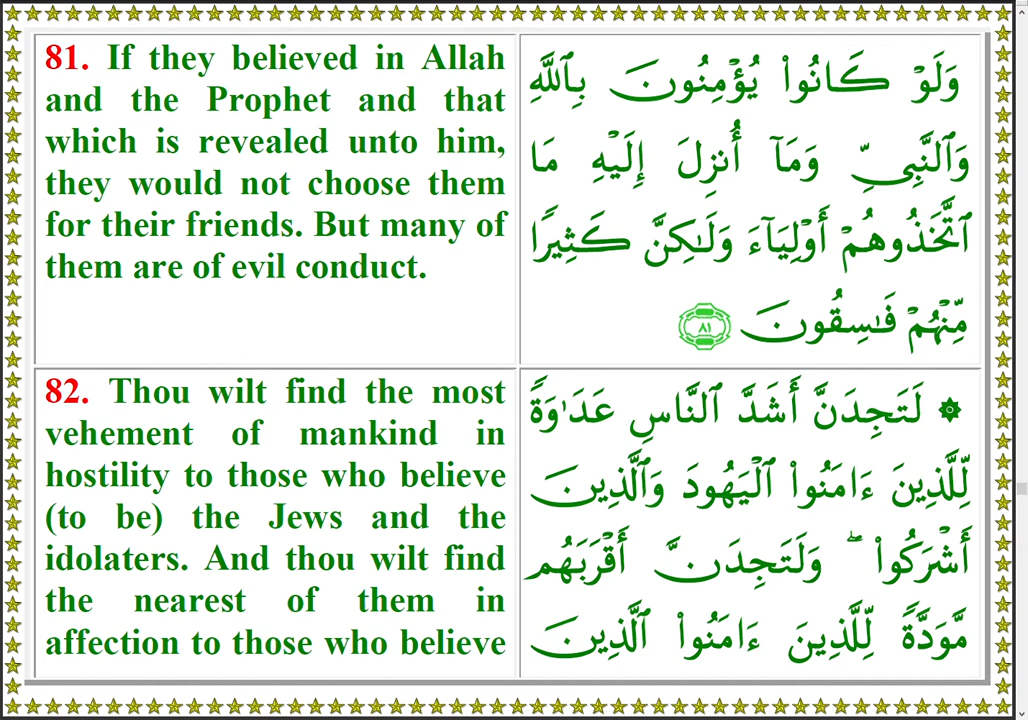 81. If they believed in Allah
and the Prophet and that
which is revealed unto him,
they would not choose them
for their friends. But many of
them are of evil conduct.
وَلَوۡ كَانُواْ يُؤۡمِنُونَ بِٱللَّهِ
وَٱلنَّبِيِّ وَمَآ أُنزِلَ إِلَيۡهِ مَا
ٱتَّخَذُوهُمۡ أَوۡلِيَآءَ وَلَٰكِنَّ كَثِيرًا
مِّنۡهُمۡ فَٰسِقُونَ ٨١
82. Thou wilt find the most
vehement of mankind in
hostility to those who believe
(to be) the Jews and the
idolaters. And thou wilt find
the nearest of them in
affection to those who believe
۞ لَتَجِدَنَّ أَشَدَّ ٱلنَّاسِ عَدَٰوَةٗ
لِّلَّذِينَ ءَامَنُواْ ٱلۡيَهُودَ وَٱلَّذِينَ
أَشۡرَكُواْۖ وَلَتَجِدَنَّ أَقۡرَبَهُم
مَّوَدَّةٗ لِّلَّذِينَ ءَامَنُواْ ٱلَّذِينَ